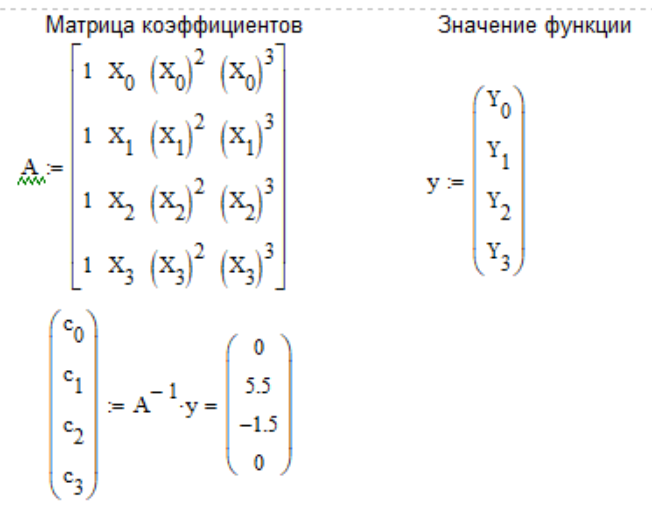 Матрица коэффициентов Значение функции
A := [ 1 X₀ (X₀)² (X₀)³
1 X₁ (X₁)² (X₁)³
1 X₂ (X₂)² (X₂)³
1 X₃ (X₃)² (X₃)³ ]
y := ( Y₀
Y₁
Y₂
Y₃ )
( c₀
c₁
c₂
c₃ ) := A⁻¹·y = ( 0
5.5
−1.5
0 )